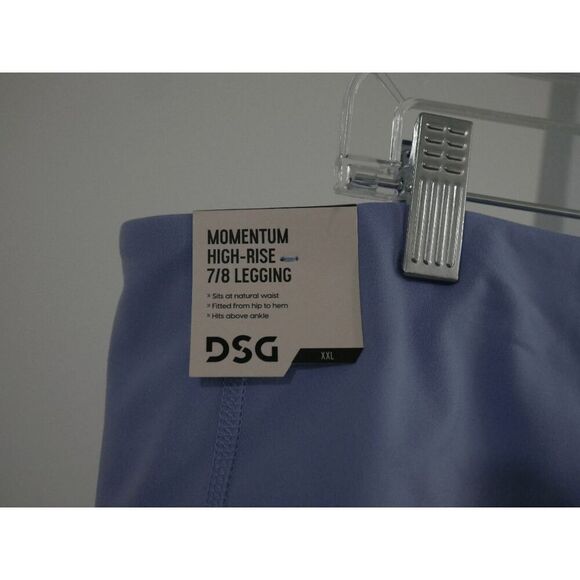 MOMENTUM
HIGH-RISE
7/8 LEGGING
» Sits at natural waist
» Fitted from hip to hem
» Hits above ankle
DSG
XXL